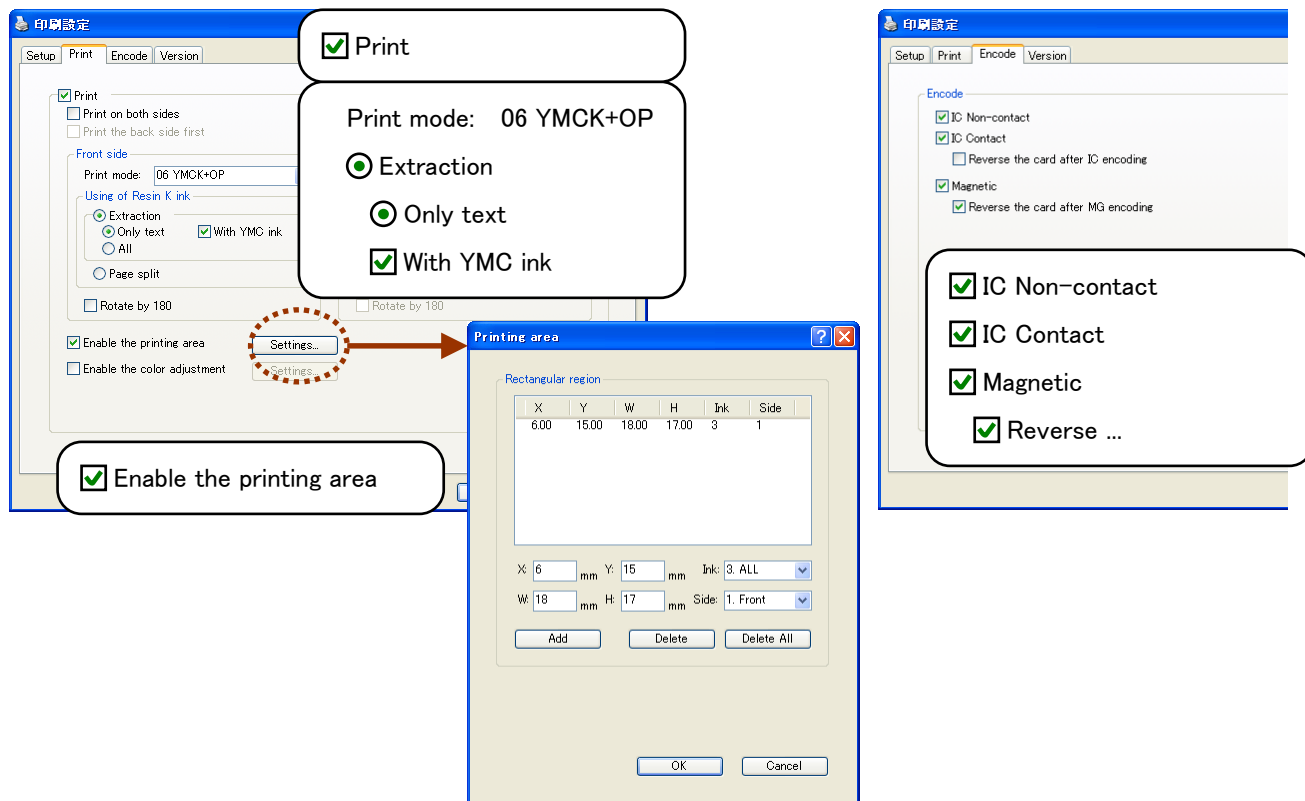 印刷設定
Setup Print Encode Version
Print
Print on both sides
Print the back side first
Front side
Print mode: 06 YMCK+OP
Using of Resin K ink
Extraction
Only text With YMC ink
All
Page split
Rotate by 180 Rotate by 180
Enable the printing area Settings...
Enable the color adjustment Settings...
Print
Print mode: 06 YMCK+OP
Extraction
Only text
With YMC ink
Enable the printing area
Printing area
Rectangular region
X Y W H Ink Side
6.00 15.00 18.00 17.00 3 1
X: 6 mm Y: 15 mm Ink: 3. ALL
W: 18 mm H: 17 mm Side: 1. Front
Add Delete Delete All
OK Cancel
印刷設定
Setup Print Encode Version
Encode
IC Non-contact
IC Contact
Reverse the card after IC encoding
Magnetic
Reverse the card after MG encoding
IC Non-contact
IC Contact
Magnetic
Reverse ...